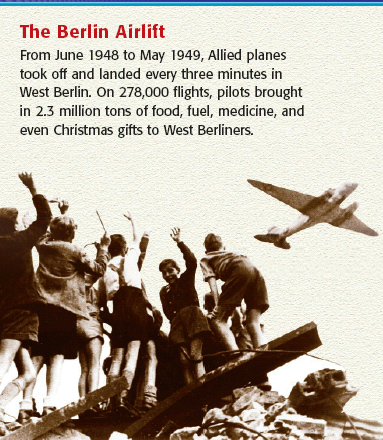 The Berlin Airlift
From June 1948 to May 1949, Allied planes
took off and landed every three minutes in
West Berlin. On 278,000 flights, pilots brought
in 2.3 million tons of food, fuel, medicine, and
even Christmas gifts to West Berliners.